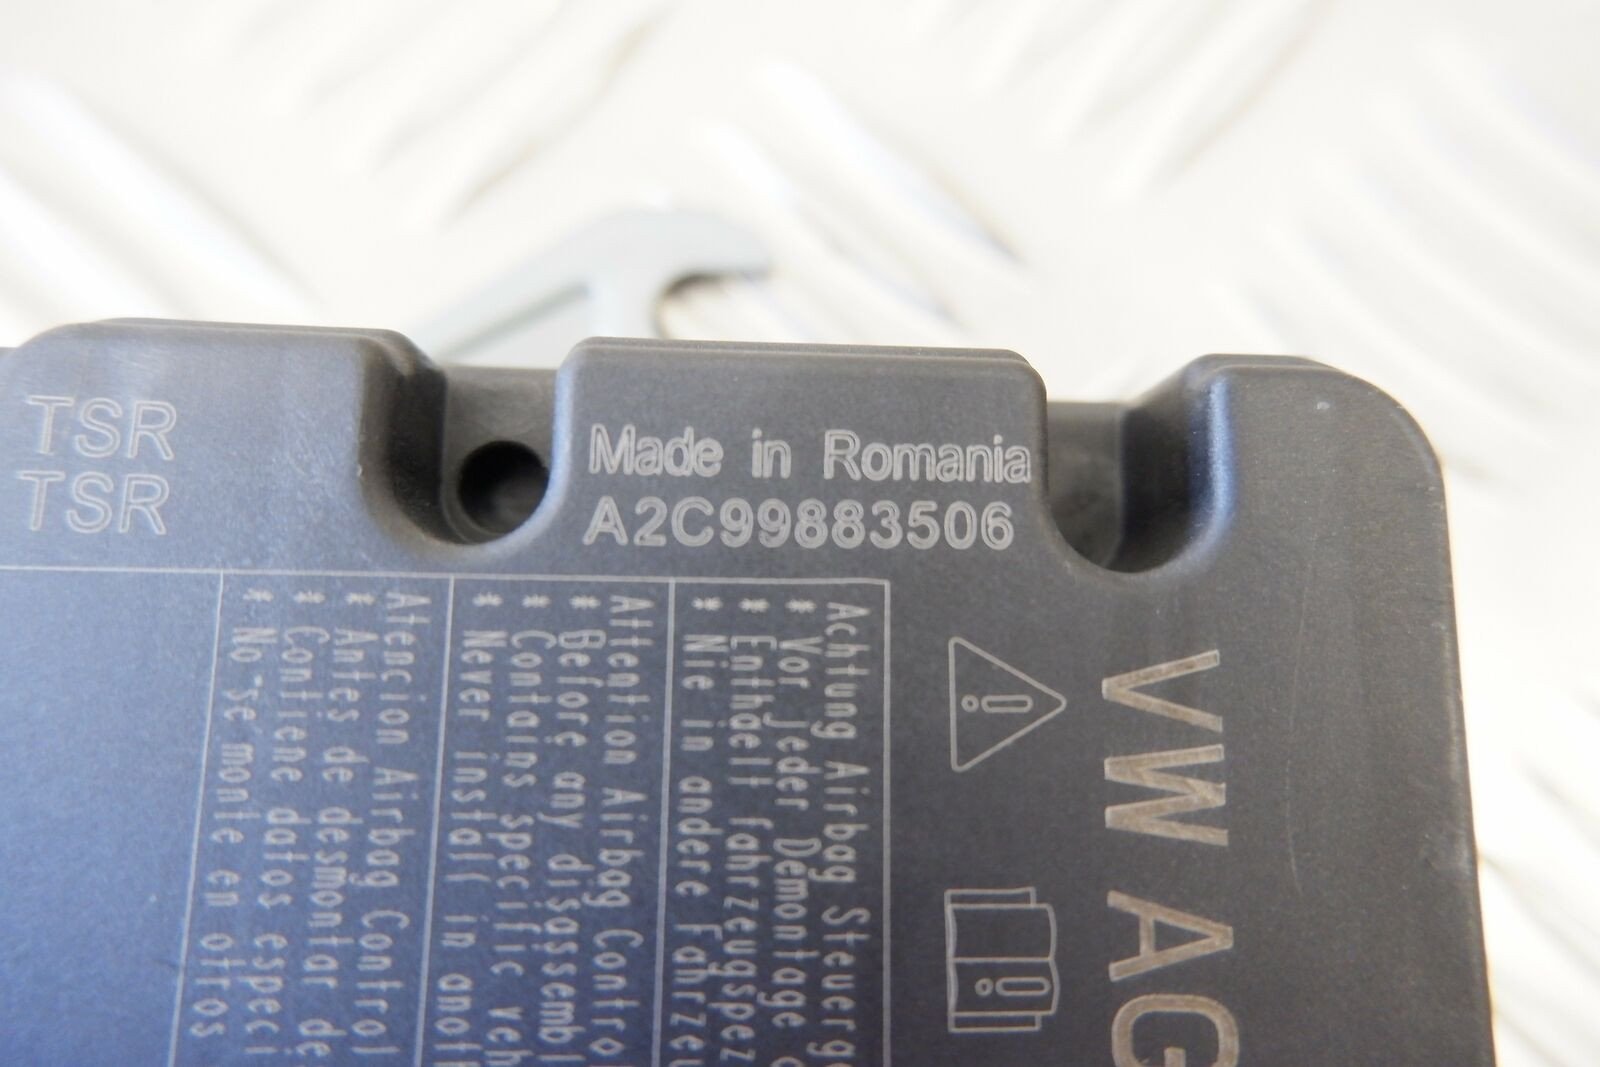 TSR
TSR
Made in Romania
A2C99883506
VW AG
Achtung Airbag
* Vor jeder Demontage
* Enthält
* Nie in andere
Attention Airbag Control
* Before any
Contains specific
* Never install in
Atencion Airbag Control
* Antes de desmontar
* Contiene datos
* No se monte en otros